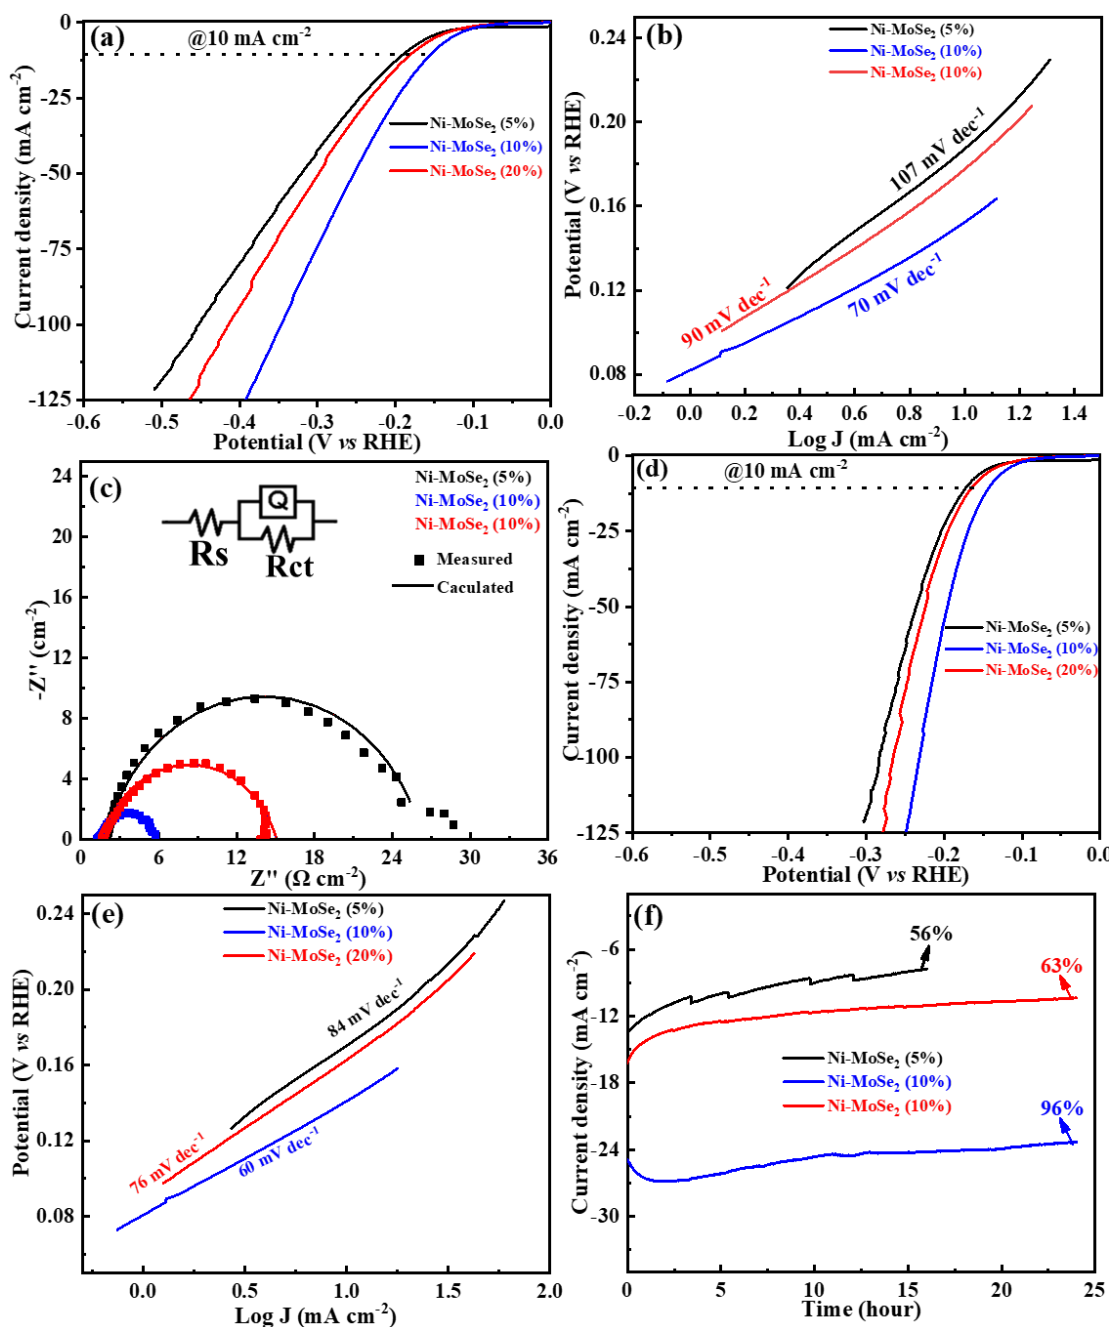 (a)
@10 mA cm⁻²
Ni-MoSe₂ (5%)
Ni-MoSe₂ (10%)
Ni-MoSe₂ (20%)
Current density (mA cm⁻²)
0
-25
-50
-75
-100
-125
-0.6 -0.5 -0.4 -0.3 -0.2 -0.1 0.0
Potential (V vs RHE)
(b)
Ni-MoSe₂ (5%)
Ni-MoSe₂ (10%)
Ni-MoSe₂ (10%)
107 mV dec⁻¹
90 mV dec⁻¹
70 mV dec⁻¹
Potential (V vs RHE)
0.24
0.20
0.16
0.12
0.08
-0.2 0.0 0.2 0.4 0.6 0.8 1.0 1.2 1.4
Log J (mA cm⁻²)
(c)
Ni-MoSe₂ (5%)
Ni-MoSe₂ (10%)
Ni-MoSe₂ (10%)
Q
Rs
Rct
Measured
Caculated
-Z'' (cm⁻²)
24
21
18
15
12
9
6
4
2
0
0 6 12 18 24 30 36
Z'' (Ω cm⁻²)
(d)
@10 mA cm⁻²
Ni-MoSe₂ (5%)
Ni-MoSe₂ (10%)
Ni-MoSe₂ (20%)
Current density (mA cm⁻²)
0
-25
-50
-75
-100
-125
-0.6 -0.5 -0.4 -0.3 -0.2 -0.1 0.0
Potential (V vs RHE)
(e)
Ni-MoSe₂ (5%)
Ni-MoSe₂ (10%)
Ni-MoSe₂ (20%)
84 mV dec⁻¹
76 mV dec⁻¹
60 mV dec⁻¹
Potential (V vs RHE)
0.24
0.20
0.16
0.12
0.08
0.0 0.5 1.0 1.5 2.0
Log J (mA cm⁻²)
(f)
56%
63%
96%
Ni-MoSe₂ (5%)
Ni-MoSe₂ (10%)
Ni-MoSe₂ (10%)
Current density (mA cm⁻²)
-6
-12
-18
-24
-30
0 5 10 15 20 25
Time (hour)